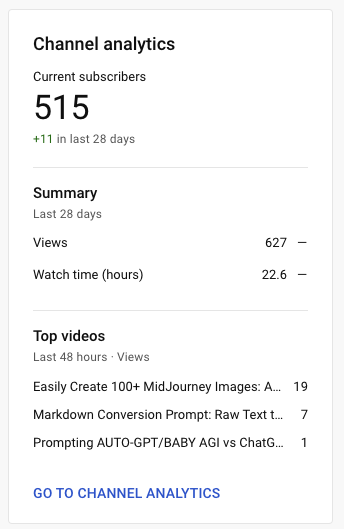 Channel analytics
Current subscribers
515
+11 in last 28 days
Summary
Last 28 days
Views 627 —
Watch time (hours) 22.6 —
Top videos
Last 48 hours · Views
Easily Create 100+ MidJourney Images: A... 19
Markdown Conversion Prompt: Raw Text t... 7
Prompting AUTO-GPT/BABY AGI vs ChatG... 1
GO TO CHANNEL ANALYTICS